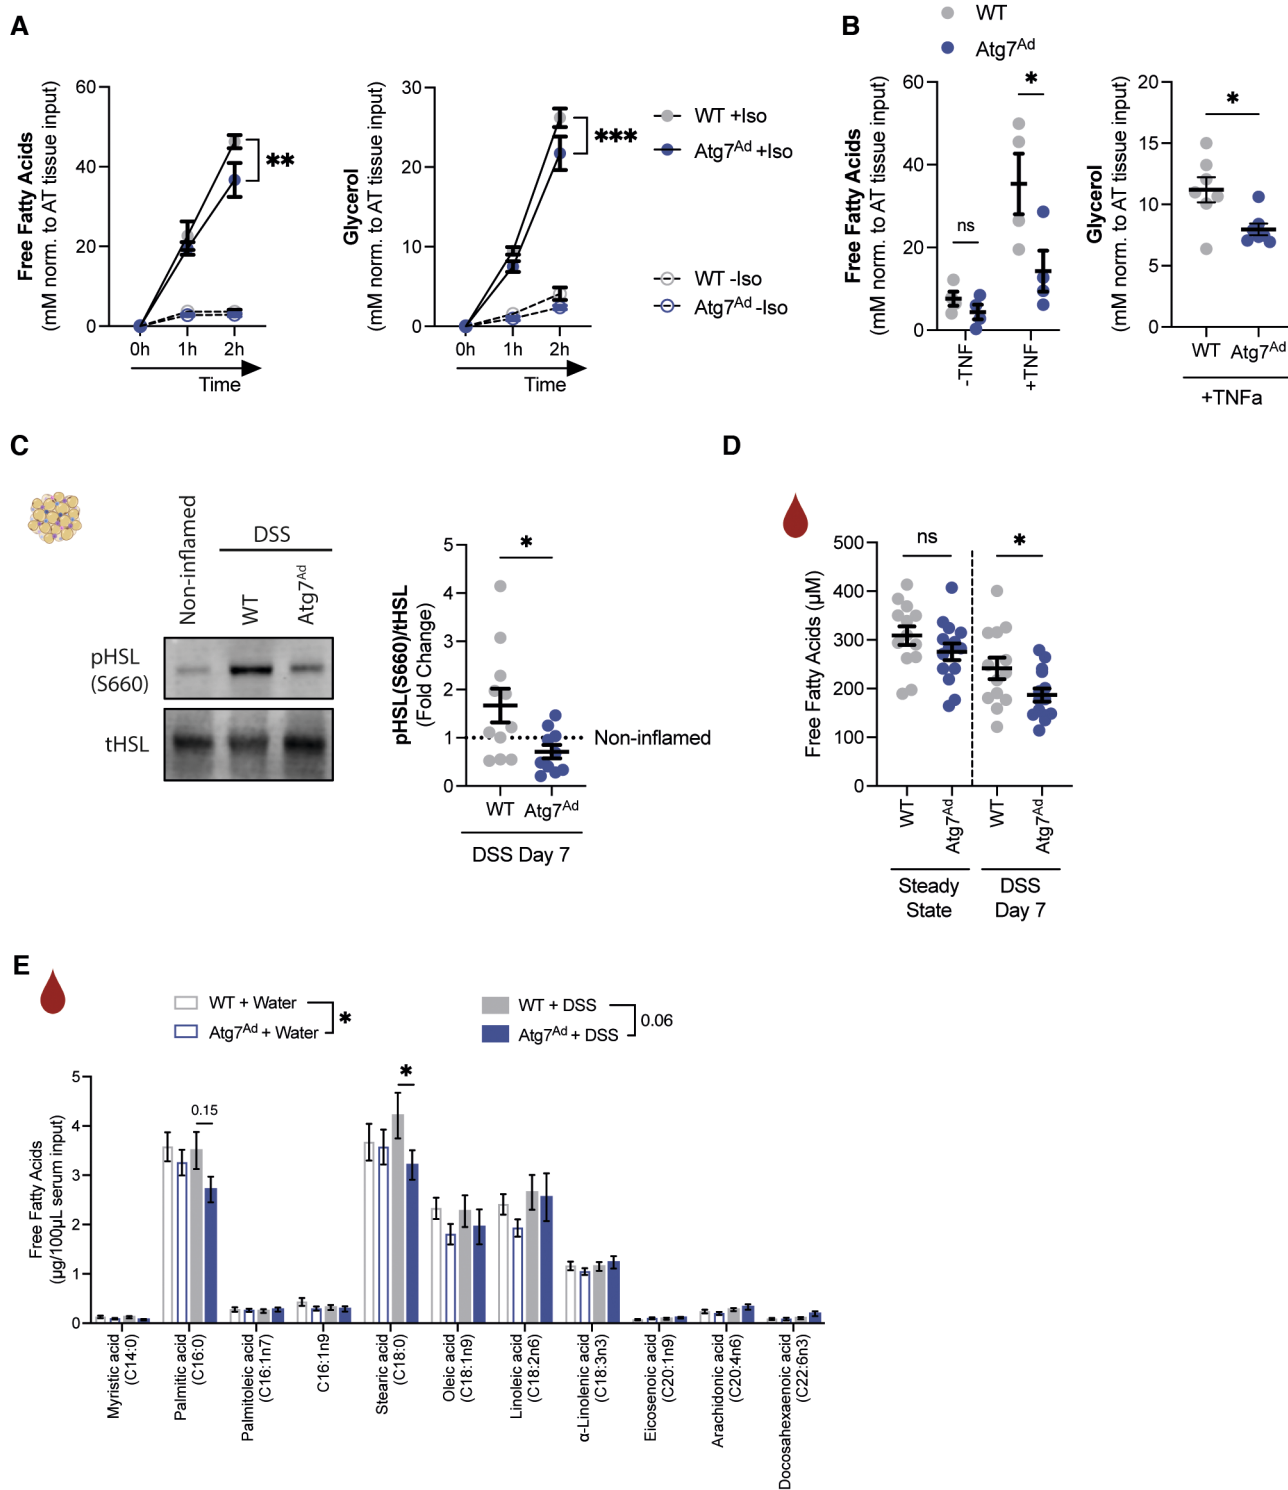 A
Free Fatty Acids
(mM norm. to AT tissue input)
60
40
20
0
0h
1h
2h
Time
**
Glycerol
(mM norm. to AT tissue input)
30
20
10
0
0h
1h
2h
Time
***
WT +Iso
Atg7Ad +Iso
WT -Iso
Atg7Ad -Iso
B
WT
Atg7Ad
Free Fatty Acids
(mM norm. to AT tissue input)
60
40
20
0
ns
*
-TNF
+TNF
Glycerol
(mM norm. to AT tissue input)
20
15
10
5
0
*
WT
Atg7Ad
+TNFa
C
Non-inflamed
DSS
WT
Atg7Ad
pHSL
(S660)
tHSL
pHSL(S660)/tHSL
(Fold Change)
5
4
3
2
1
0
*
Non-inflamed
WT
Atg7Ad
DSS Day 7
D
Free Fatty Acids (μM)
500
400
300
200
100
0
ns
*
WT
Atg7Ad
WT
Atg7Ad
Steady
State
DSS
Day 7
E
WT + Water
Atg7Ad + Water
*
WT + DSS
Atg7Ad + DSS
0.06
Free Fatty Acids
(μg/100μL serum input)
5
4
3
2
1
0
0.15
*
Myristic acid
(C14:0)
Palmitic acid
(C16:0)
Palmitoleic acid
(C16:1n7)
C16:1n9
Stearic acid
(C18:0)
Oleic acid
(C18:1n9)
Linoleic acid
(C18:2n6)
α-Linolenic acid
(C18:3n3)
Eicosenoic acid
(C20:1n9)
Arachidonic acid
(C20:4n6)
Docosahexaenoic acid
(C22:6n3)